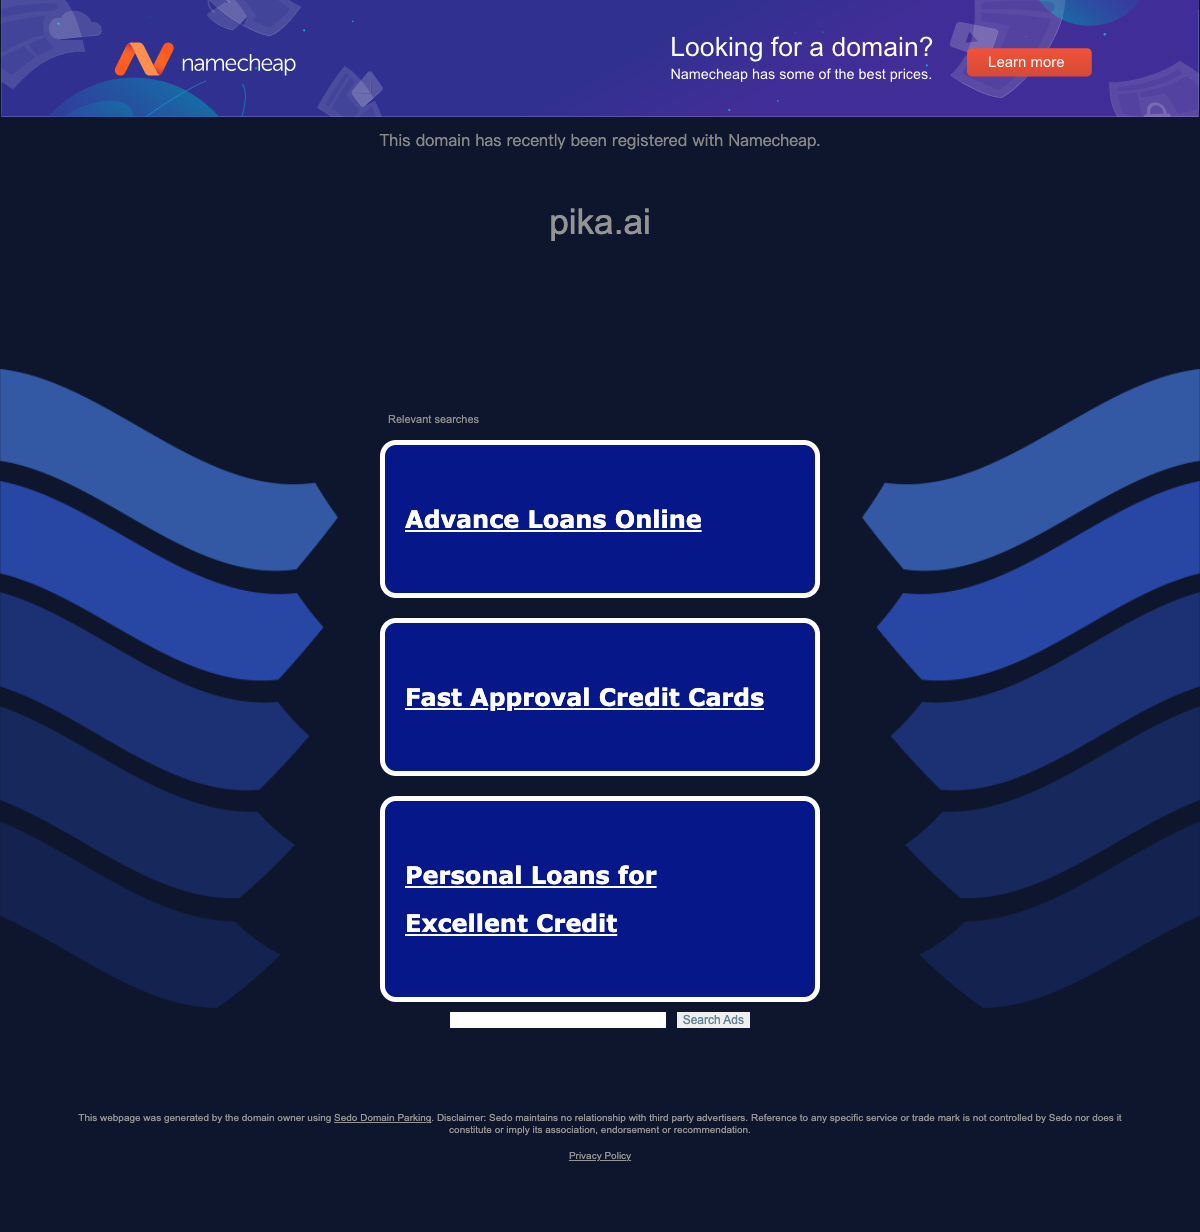 namecheap
Looking for a domain?
Namecheap has some of the best prices.
Learn more
This domain has recently been registered with Namecheap.
pika.ai
Relevant searches
Advance Loans Online
Fast Approval Credit Cards
Personal Loans for
Excellent Credit
Search Ads
This webpage was generated by the domain owner using Sedo Domain Parking. Disclaimer: Sedo maintains no relationship with third party advertisers. Reference to any specific service or trade mark is not controlled by Sedo nor does it
constitute or imply its association, endorsement or recommendation.
Privacy Policy